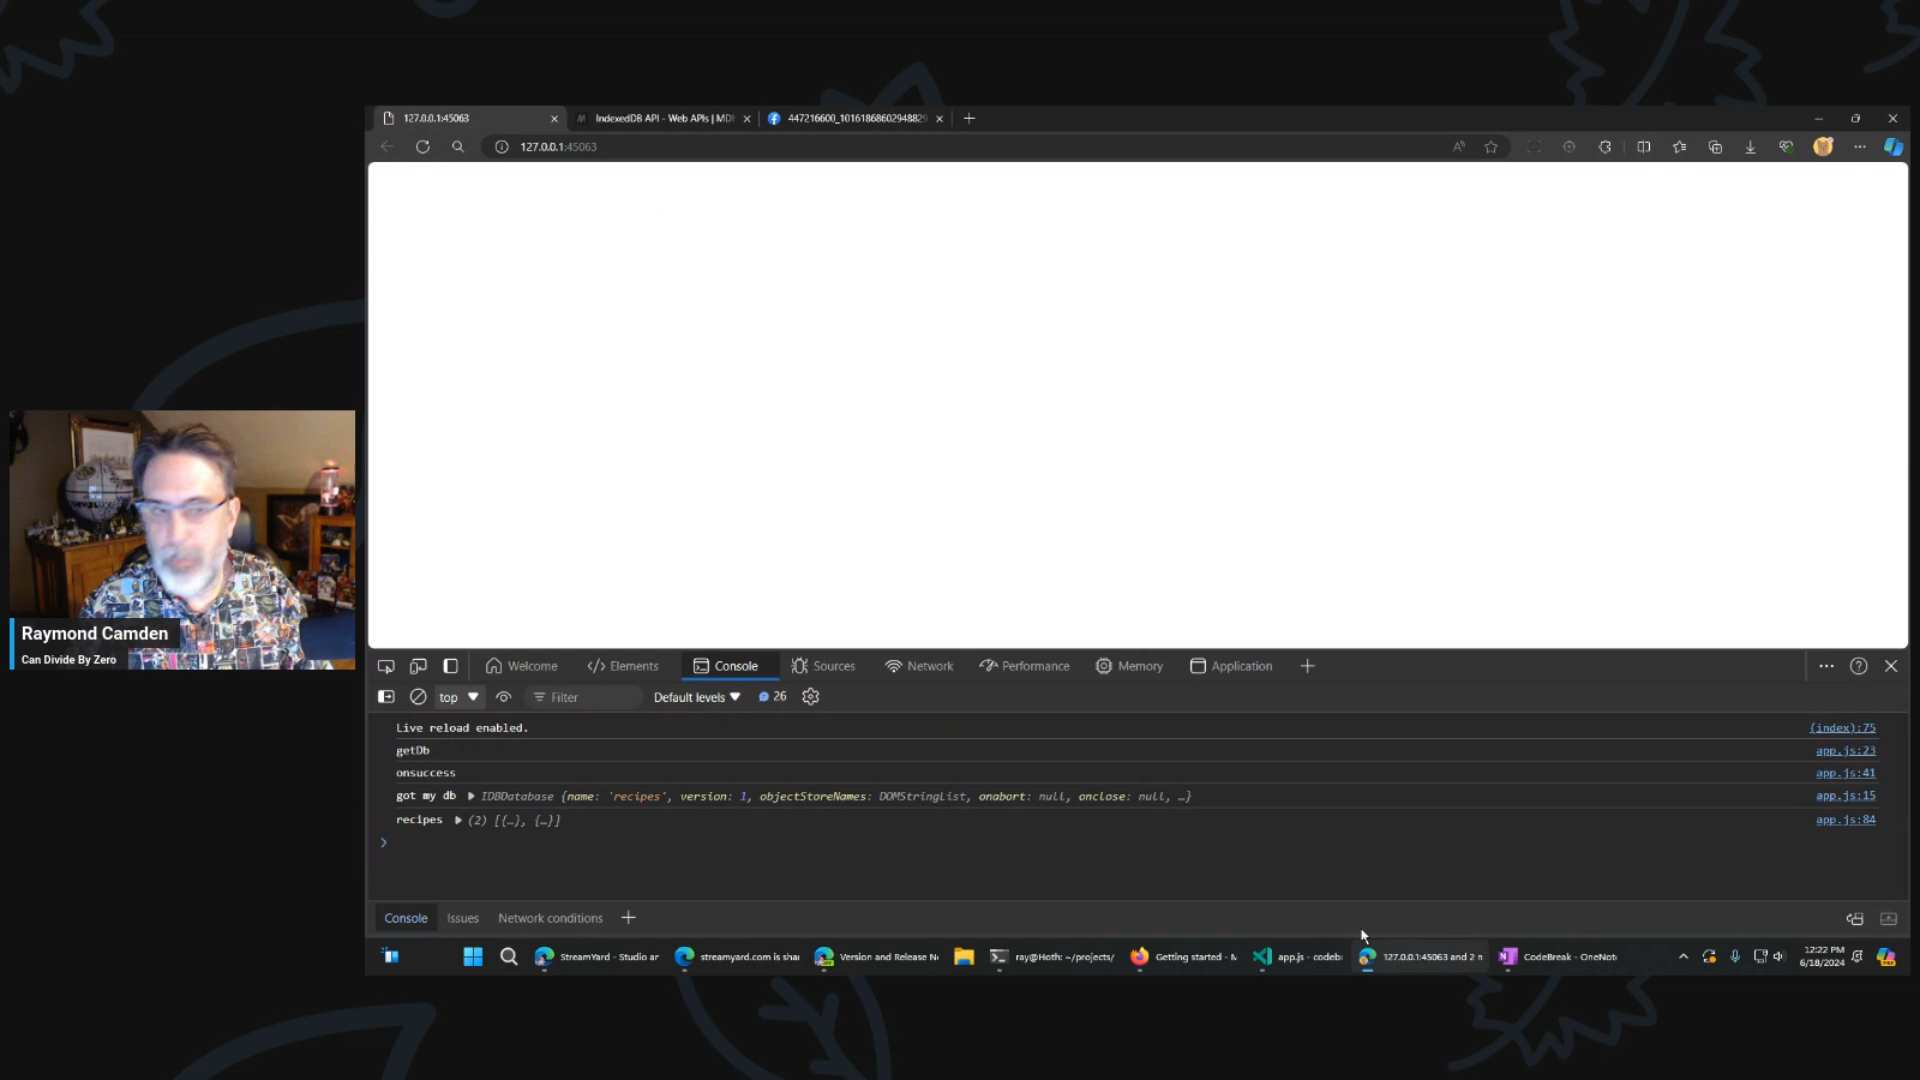 127.0.0.1:45063
IndexedDB API - Web APIs | MDN
447216600_10161868602948829
127.0.0.1:45063
Raymond Camden
Can Divide By Zero
Welcome
Elements
Console
Sources
Network
Performance
Memory
Application
top
Filter
Default levels
26
Live reload enabled.
(index):75
getDb
app.js:23
onsuccess
app.js:41
got my db ▶ IDBDatabase {name: 'recipes', version: 1, objectStoreNames: DOMStringList, onabort: null, onclose: null, …}
app.js:15
recipes ▶ (2) [{…}, {…}]
app.js:84
Console
Issues
Network conditions
StreamYard - Studio ar
streamyard.com is shar
Version and Release N
ray@Hoth: ~/projects/
Getting started - M
app.js - codeb
127.0.0.1:45063 and 2 n
CodeBreak - OneNot
12:22 PM
6/18/2024